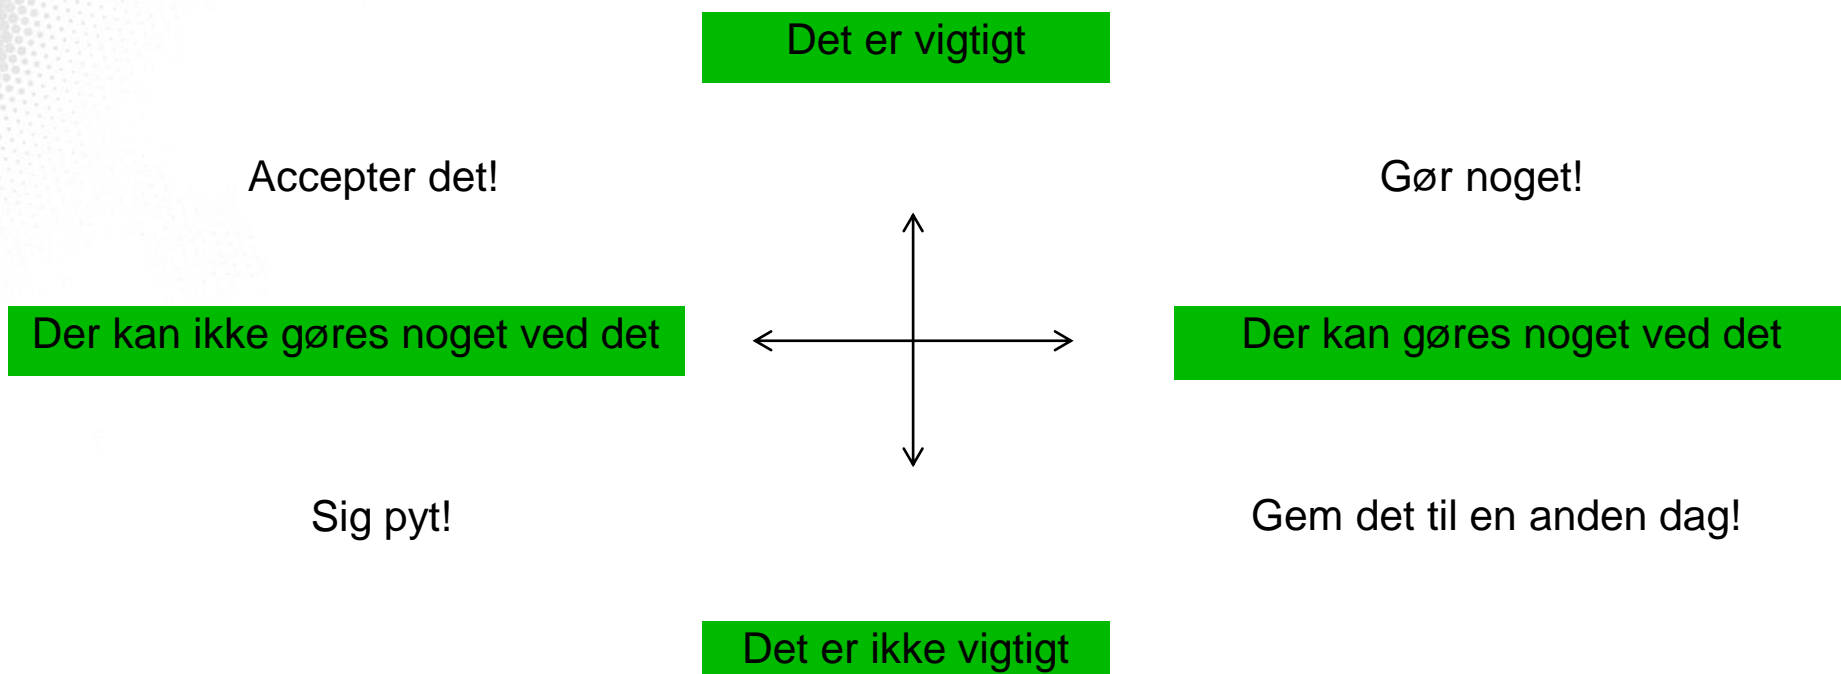 Det er vigtigt
Accepter det!
Gør noget!
Der kan ikke gøres noget ved det
Der kan gøres noget ved det
Sig pyt!
Gem det til en anden dag!
Det er ikke vigtigt